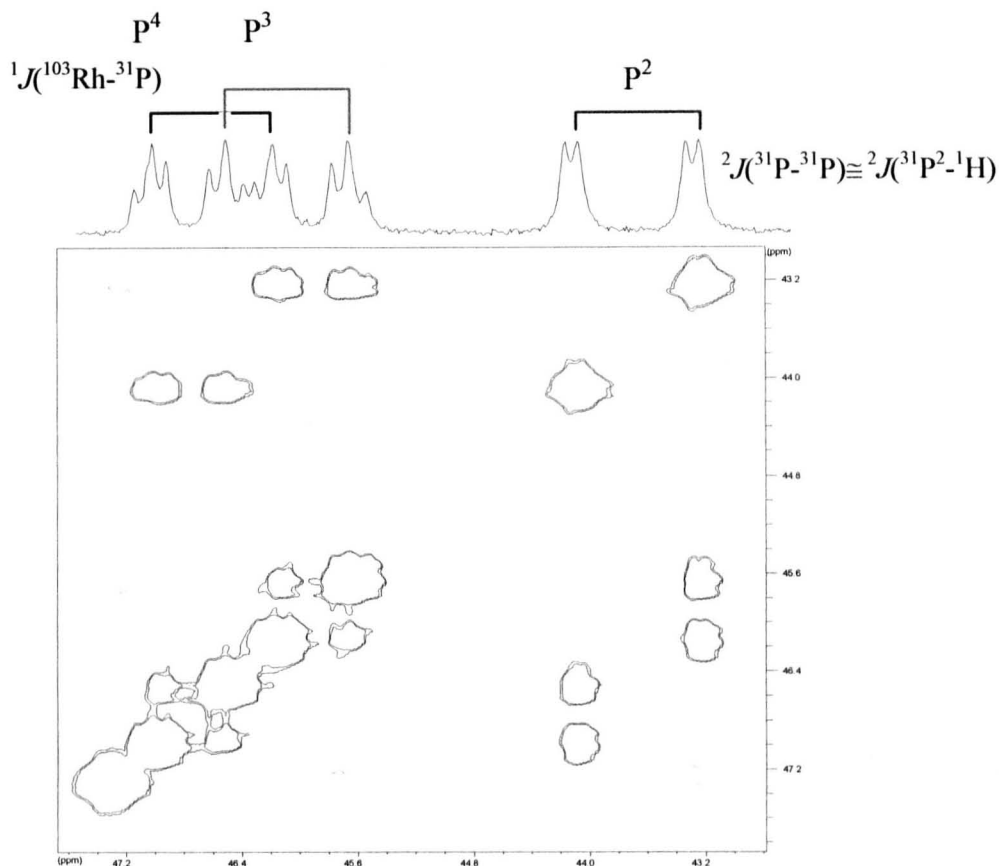 P⁴ P³
¹J(¹⁰³Rh-³¹P) P²
²J(³¹P-³¹P)≅²J(³¹P²-¹H)
(ppm)
43.2
44.0
44.8
45.6
46.4
47.2
(ppm) 47.2 46.4 45.6 44.8 44.0 43.2